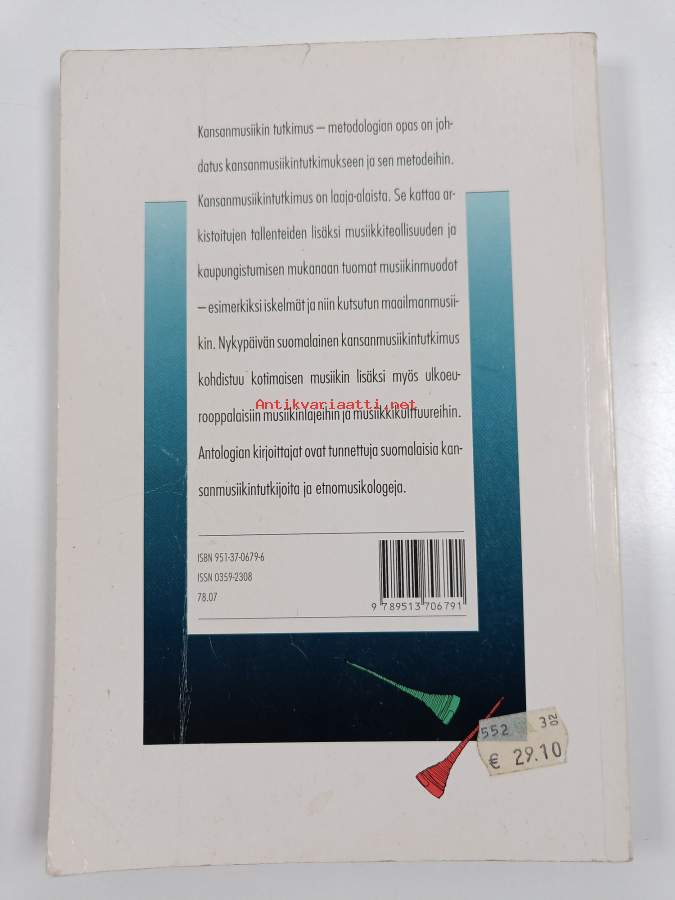 Kansanmusiikin tutkimus – metodologian opas on joh-
datus kansanmusiikintutkimukseen ja sen metodeihin.
Kansanmusiikintutkimus on laaja-alaista. Se kattaa ar-
kistoitujen tallenteiden lisäksi musiikkiteollisuuden ja
kaupungistumisen mukanaan tuomat musiikinmuodot
– esimerkiksi iskelmät ja niin kutsutun maailmanmusii-
kin. Nykypäivän suomalainen kansanmusiikintutkimus
kohdistuu kotimaisen musiikin lisäksi myös ulkoeu-
Antikvariaatti.net
rooppalaisiin musiikinlajeihin ja musiikkikulttuureihin.
Antologian kirjoittajat ovat tunnettuja suomalaisia kan-
sanmusiikintutkijoita ja etnomusikologeja.
ISBN 951-37-0679-6
ISSN 0359-2308
78.07
9 789513 706791
552 3 02
€ 29.10